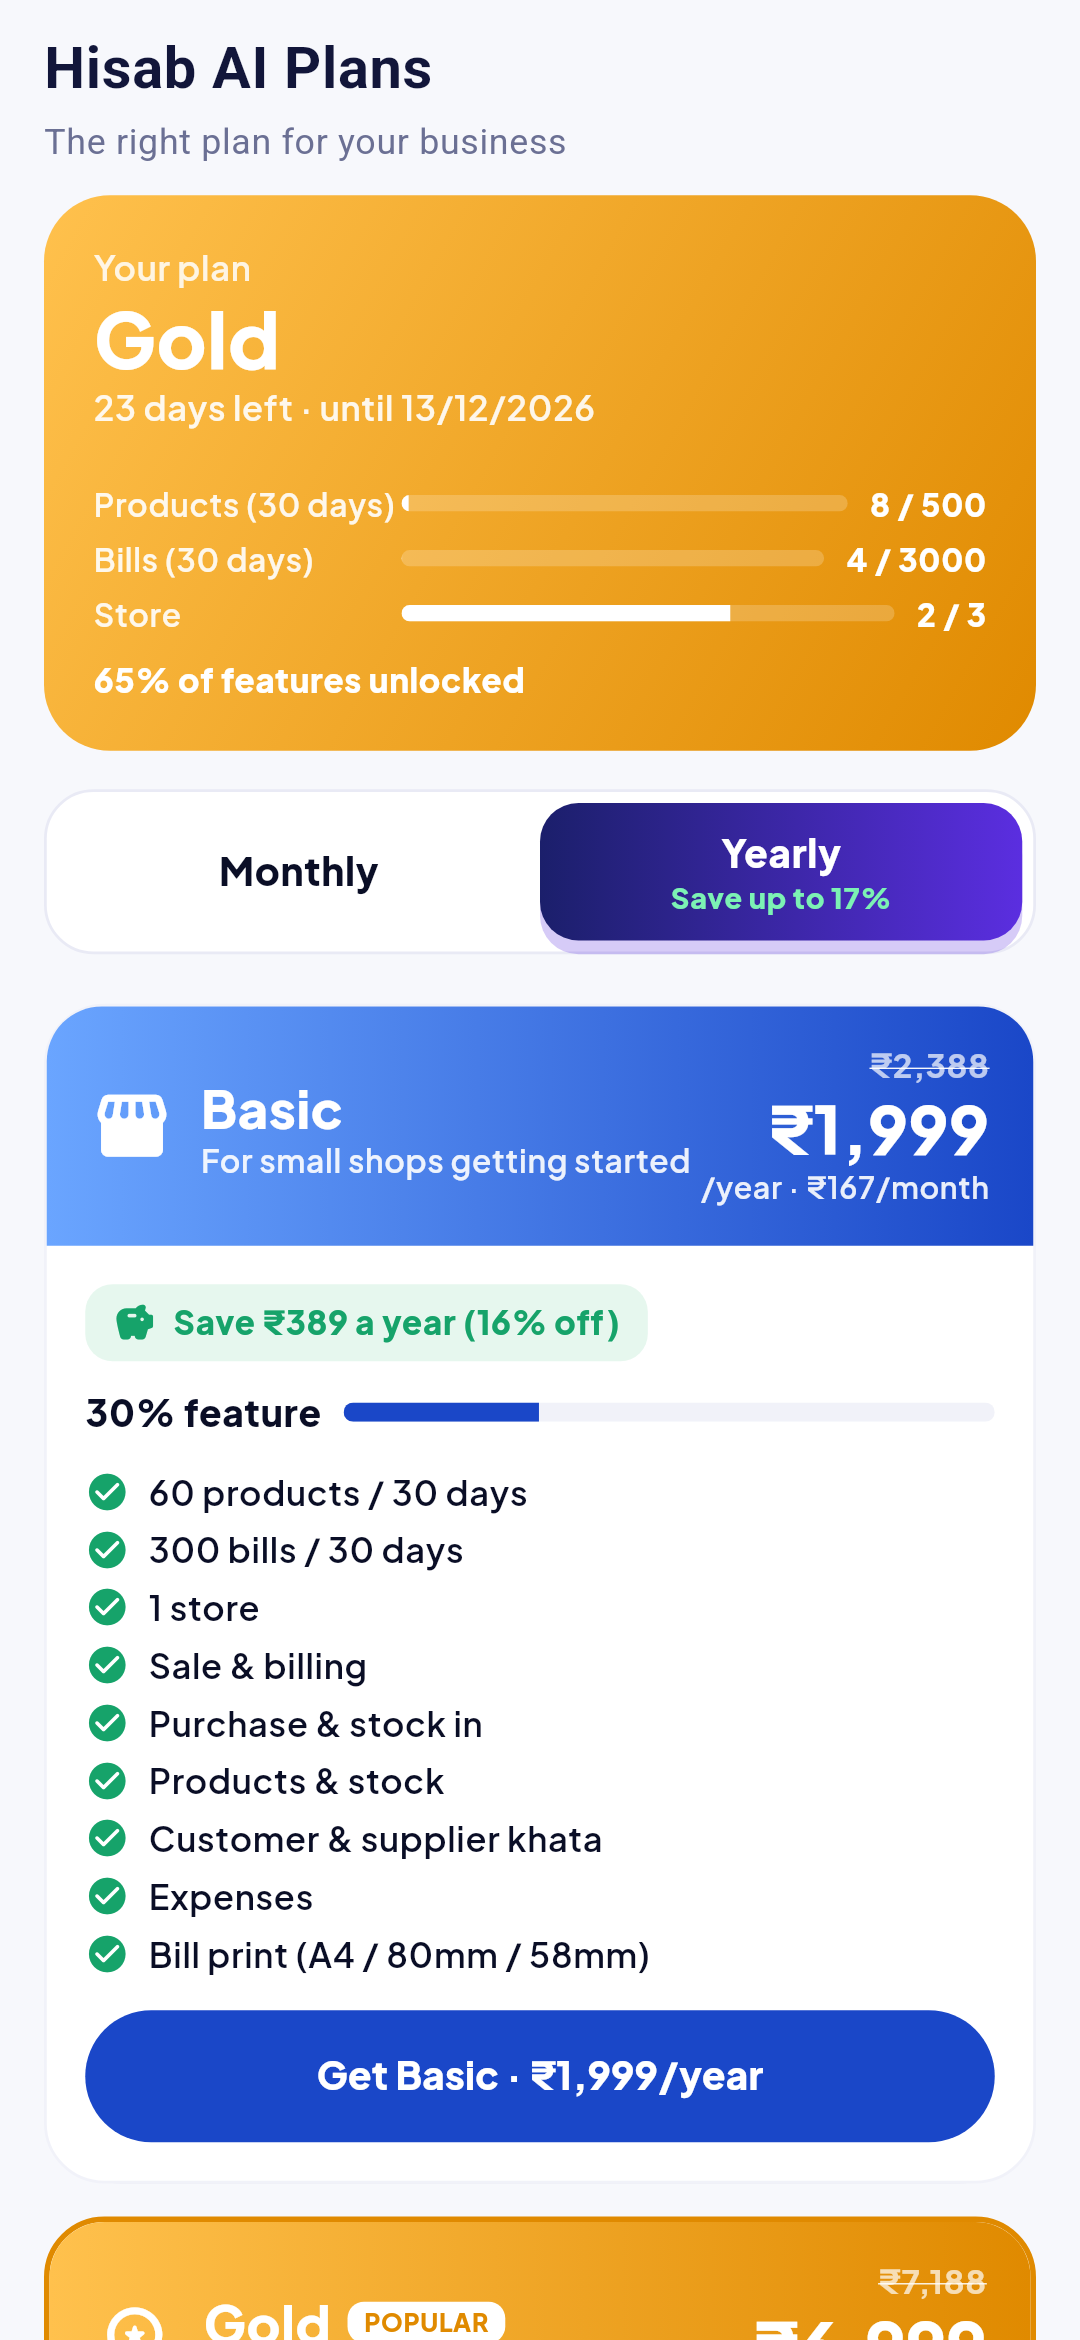 Hisab AI Plans
The right plan for your business
Your plan
Gold
23 days left · until 13/12/2026
Products (30 days) 8 / 500
Bills (30 days) 4 / 3000
Store 2 / 3
65% of features unlocked
Monthly
Yearly
Save up to 17%
₹2,388
Basic
₹1,999
For small shops getting started
/year · ₹167/month
Save ₹389 a year (16% off)
30% feature
60 products / 30 days
300 bills / 30 days
1 store
Sale & billing
Purchase & stock in
Products & stock
Customer & supplier khata
Expenses
Bill print (A4 / 80mm / 58mm)
Get Basic · ₹1,999/year
₹7,188
Gold POPULAR